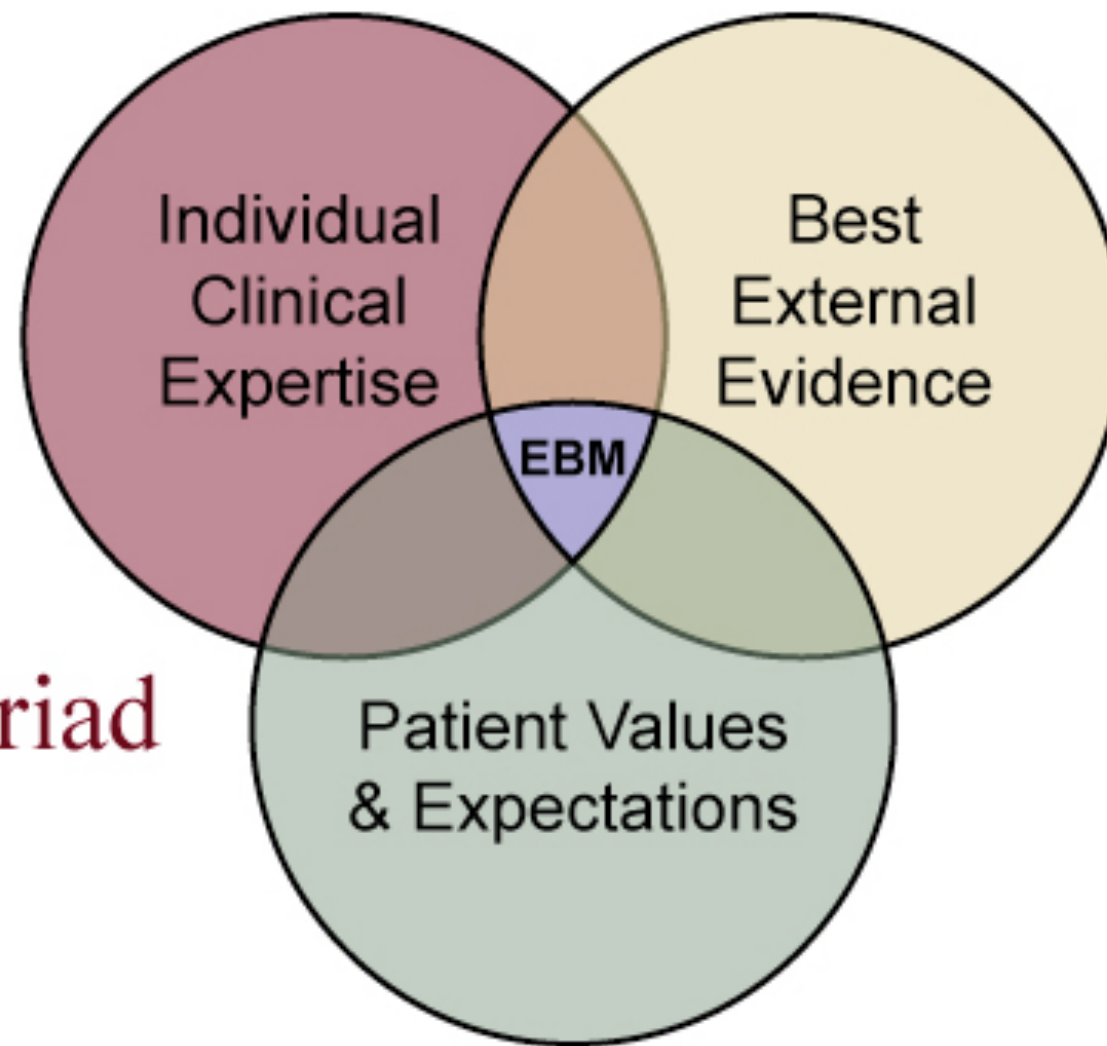 Individual
Clinical
Expertise
Best
External
Evidence
EBM
riad
Patient Values
& Expectations